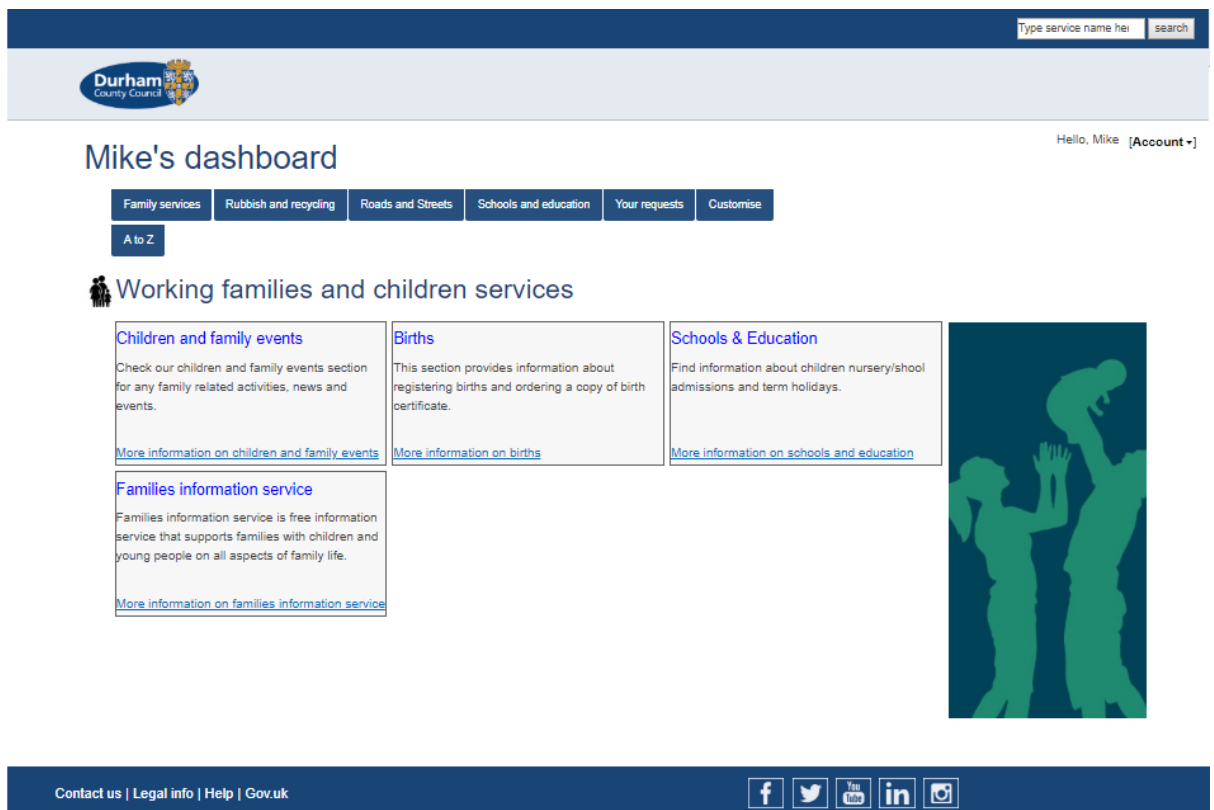 Type service name her
search
Durham
County Council
Hello, Mike [Account ▾]
Mike's dashboard
Family services
Rubbish and recycling
Roads and Streets
Schools and education
Your requests
Customise
A to Z
Working families and children services
Children and family events
Check our children and family events section
for any family related activities, news and
events.
More information on children and family events
Births
This section provides information about
registering births and ordering a copy of birth
certificate.
More information on births
Schools & Education
Find information about children nursery/shool
admissions and term holidays.
More information on schools and education
Families information service
Families information service is free information
service that supports families with children and
young people on all aspects of family life.
More information on families information service
Contact us | Legal info | Help | Gov.uk
f
You
Tube
in